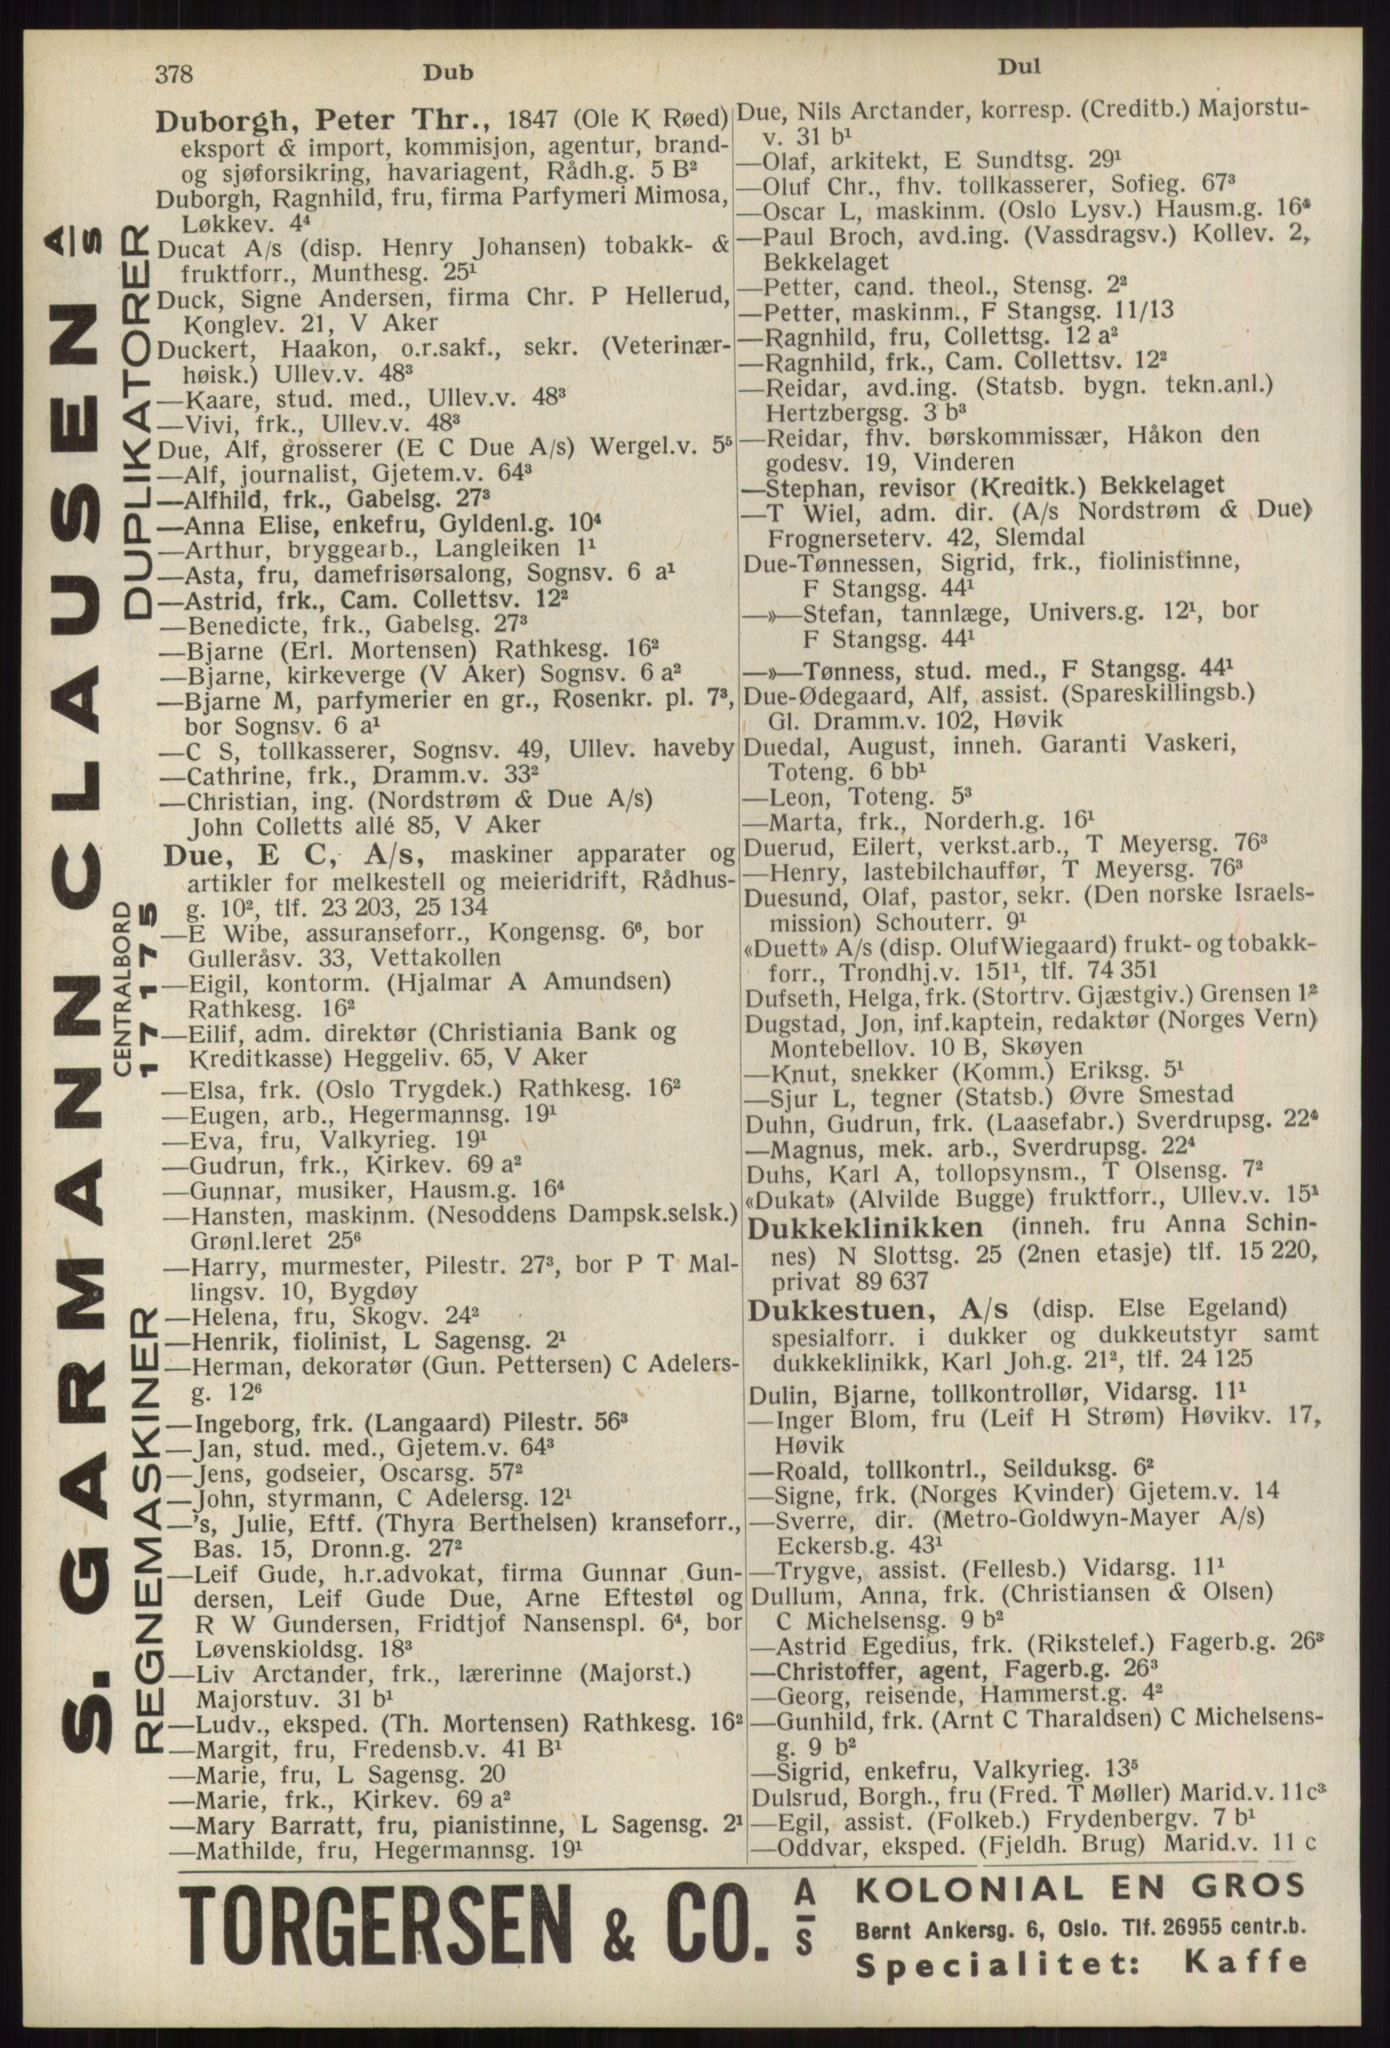 378
Dub
Dul
Duborgh, Peter Thr., 1847 (Ole K Røed)
eksport & import, kommisjon, agentur, brand-
og sjøforsikring, havariagent, Rådh.g. 5 B²
Duborgh, Ragnhild, fru, firma Parfymeri Mimosa,
Løkkev. 4⁴
Ducat A/s (disp. Henry Johansen) tobakk- &
fruktforr., Munthesg. 25¹
Duck, Signe Andersen, firma Chr. P Hellerud,
Konglev. 21, V Aker
Duckert, Haakon, o.r.sakf., sekr. (Veterinær-
høisk.) Ullev.v. 48³
—Kaare, stud. med., Ullev.v. 48³
—Vivi, frk., Ullev.v. 48³
Due, Alf, grosserer (E C Due A/s) Wergel.v. 5⁵
—Alf, journalist, Gjetem.v. 64³
—Alfhild, frk., Gabelsg. 27³
—Anna Elise, enkefru, Gyldenl.g. 10⁴
—Arthur, bryggearb., Langleiken 1¹
—Asta, fru, damefrisørsalong, Sognsv. 6 a¹
—Astrid, frk., Cam. Collettsv. 12²
—Benedicte, frk., Gabelsg. 27³
—Bjarne (Erl. Mortensen) Rathkesg. 16²
—Bjarne, kirkeverge (V Aker) Sognsv. 6 a²
—Bjarne M, parfymerier en gr., Rosenkr. pl. 7³,
bor Sognsv. 6 a¹
—C S, tollkasserer, Sognsv. 49, Ullev. haveby
—Cathrine, frk., Dramm.v. 33²
—Christian, ing. (Nordstrøm & Due A/s)
John Colletts allé 85, V Aker
Due, E C, A/s, maskiner apparater og
artikler for melkestell og meieridrift, Rådhus-
g. 10², tlf. 23 203, 25 134
—E Wibe, assuranseforr., Kongensg. 6⁶, bor
Gulleråsv. 33, Vettakollen
—Eigil, kontorm. (Hjalmar A Amundsen)
Rathkesg. 16²
—Eilif, adm. direktør (Christiania Bank og
Kreditkasse) Heggeliv. 65, V Aker
—Elsa, frk. (Oslo Trygdek.) Rathkesg. 16²
—Eugen, arb., Hegermannsg. 19¹
—Eva, fru, Valkyrieg. 19¹
—Gudrun, frk., Kirkev. 69 a²
—Gunnar, musiker, Hausm.g. 16⁴
—Hansten, maskinm. (Nesoddens Dampsk.selsk.)
Grønl.leret 25⁶
—Harry, murmester, Pilestr. 27³, bor P T Mal-
lingsv. 10, Bygdøy
—Helena, fru, Skogv. 24²
—Henrik, fiolinist, L Sagensg. 2¹
—Herman, dekoratør (Gun. Pettersen) C Adelers-
g. 12⁶
—Ingeborg, frk. (Langaard) Pilestr. 56³
—Jan, stud. med., Gjetem.v. 64³
—Jens, godseier, Oscarsg. 57²
—John, styrmann, C Adelersg. 12¹
—'s, Julie, Eftf. (Thyra Berthelsen) kranseforr.,
Bas. 15, Dronn.g. 27²
—Leif Gude, h.r.advokat, firma Gunnar Gun-
dersen, Leif Gude Due, Arne Eftestøl og
R W Gundersen, Fridtjof Nansenspl. 6⁴, bor
Løvenskioldsg. 18³
—Liv Arctander, frk., lærerinne (Majorst.)
Majorstuv. 31 b¹
—Ludv., eksped. (Th. Mortensen) Rathkesg. 16²
—Margit, fru, Fredensb.v. 41 B¹
—Marie, fru, L Sagensg. 20
—Marie, frk., Kirkev. 69 a²
—Mary Barratt, fru, pianistinne, L Sagensg. 2¹
—Mathilde, fru, Hegermannsg. 19¹
Due, Nils Arctander, korresp. (Creditb.) Majorstu-
v. 31 b¹
—Olaf, arkitekt, E Sundtsg. 29¹
—Oluf Chr., fhv. tollkasserer, Sofieg. 67³
—Oscar L, maskinm. (Oslo Lysv.) Hausm.g. 16⁴
—Paul Broch, avd.ing. (Vassdragsv.) Kollev. 2,
Bekkelaget
—Petter, cand. theol., Stensg. 2²
—Petter, maskinm., F Stangsg. 11/13
—Ragnhild, fru, Collettsg. 12 a²
—Ragnhild, frk., Cam. Collettsv. 12²
—Reidar, avd.ing. (Statsb. bygn. tekn.anl.)
Hertzbergsg. 3 b³
—Reidar, fhv. børskommissær, Håkon den
godesv. 19, Vinderen
—Stephan, revisor (Kreditk.) Bekkelaget
—T Wiel, adm. dir. (A/s Nordstrøm & Due)
Frognerseterv. 42, Slemdal
Due-Tønnessen, Sigrid, frk., fiolinistinne,
F Stangsg. 44¹
—»—Stefan, tannlæge, Univers.g. 12¹, bor
F Stangsg. 44¹
—»—Tønness, stud. med., F Stangsg. 44¹
Due-Ødegaard, Alf, assist. (Spareskillingsb.)
Gl. Dramm.v. 102, Høvik
Duedal, August, inneh. Garanti Vaskeri,
Toteng. 6 bb¹
—Leon, Toteng. 5³
—Marta, frk., Norderh.g. 16¹
Duerud, Eilert, verkst.arb., T Meyersg. 76³
—Henry, lastebilchauffør, T Meyersg. 76³
Duesund, Olaf, pastor, sekr. (Den norske Israels-
mission) Schouterr. 9¹
«Duett» A/s (disp. Oluf Wiegaard) frukt- og tobakk-
forr., Trondhj.v. 151¹, tlf. 74 351
Dufseth, Helga, frk. (Stortrv. Gjæstgiv.) Grensen 1²
Dugstad, Jon, inf.kaptein, redaktør (Norges Vern)
Montebellov. 10 B, Skøyen
—Knut, snekker (Komm.) Eriksg. 5¹
—Sjur L, tegner (Statsb.) Øvre Smestad
Duhn, Gudrun, frk. (Laasefabr.) Sverdrupsg. 22⁴
—Magnus, mek. arb., Sverdrupsg. 22⁴
Duhs, Karl A, tollopsynsm., T Olsensg. 7²
«Dukat» (Alvilde Bugge) fruktforr., Ullev.v. 15¹
Dukkeklinikken (inneh. fru Anna Schin-
nes) N Slottsg. 25 (2nen etasje) tlf. 15 220,
privat 89 637
Dukkestuen, A/s (disp. Else Egeland)
spesialforr. i dukker og dukkeutstyr samt
dukkeklinikk, Karl Joh.g. 21², tlf. 24 125
Dulin, Bjarne, tollkontrollør, Vidarsg. 11¹
—Inger Blom, fru (Leif H Strøm) Høvikv. 17,
Høvik
—Roald, tollkontrl., Seilduksg. 6²
—Signe, frk. (Norges Kvinder) Gjetem.v. 14
—Sverre, dir. (Metro-Goldwyn-Mayer A/s)
Eckersb.g. 43¹
—Trygve, assist. (Fellesb.) Vidarsg. 11¹
Dullum, Anna, frk. (Christiansen & Olsen)
C Michelsensg. 9 b²
—Astrid Egedius, frk. (Rikstelef.) Fagerb.g. 26³
—Christoffer, agent, Fagerb.g. 26³
—Georg, reisende, Hammerst.g. 4²
—Gunhild, frk. (Arnt C Tharaldsen) C Michelsens-
g. 9 b²
—Sigrid, enkefru, Valkyrieg. 13⁵
Dulsrud, Borgh., fru (Fred. T Møller) Marid.v. 11c³
—Egil, assist. (Folkeb.) Frydenbergv. 7 b¹
—Oddvar, eksped. (Fjeldh. Brug) Marid.v. 11 c
S. GARMANN CLAUSEN A/s
REGNEMASKINER
CENTRALBORD
17175
DUPLIKATORER
TORGERSEN & CO. A/S
KOLONIAL EN GROS
Bernt Ankersg. 6, Oslo. Tlf. 26955 centr.b.
Specialitet: Kaffe